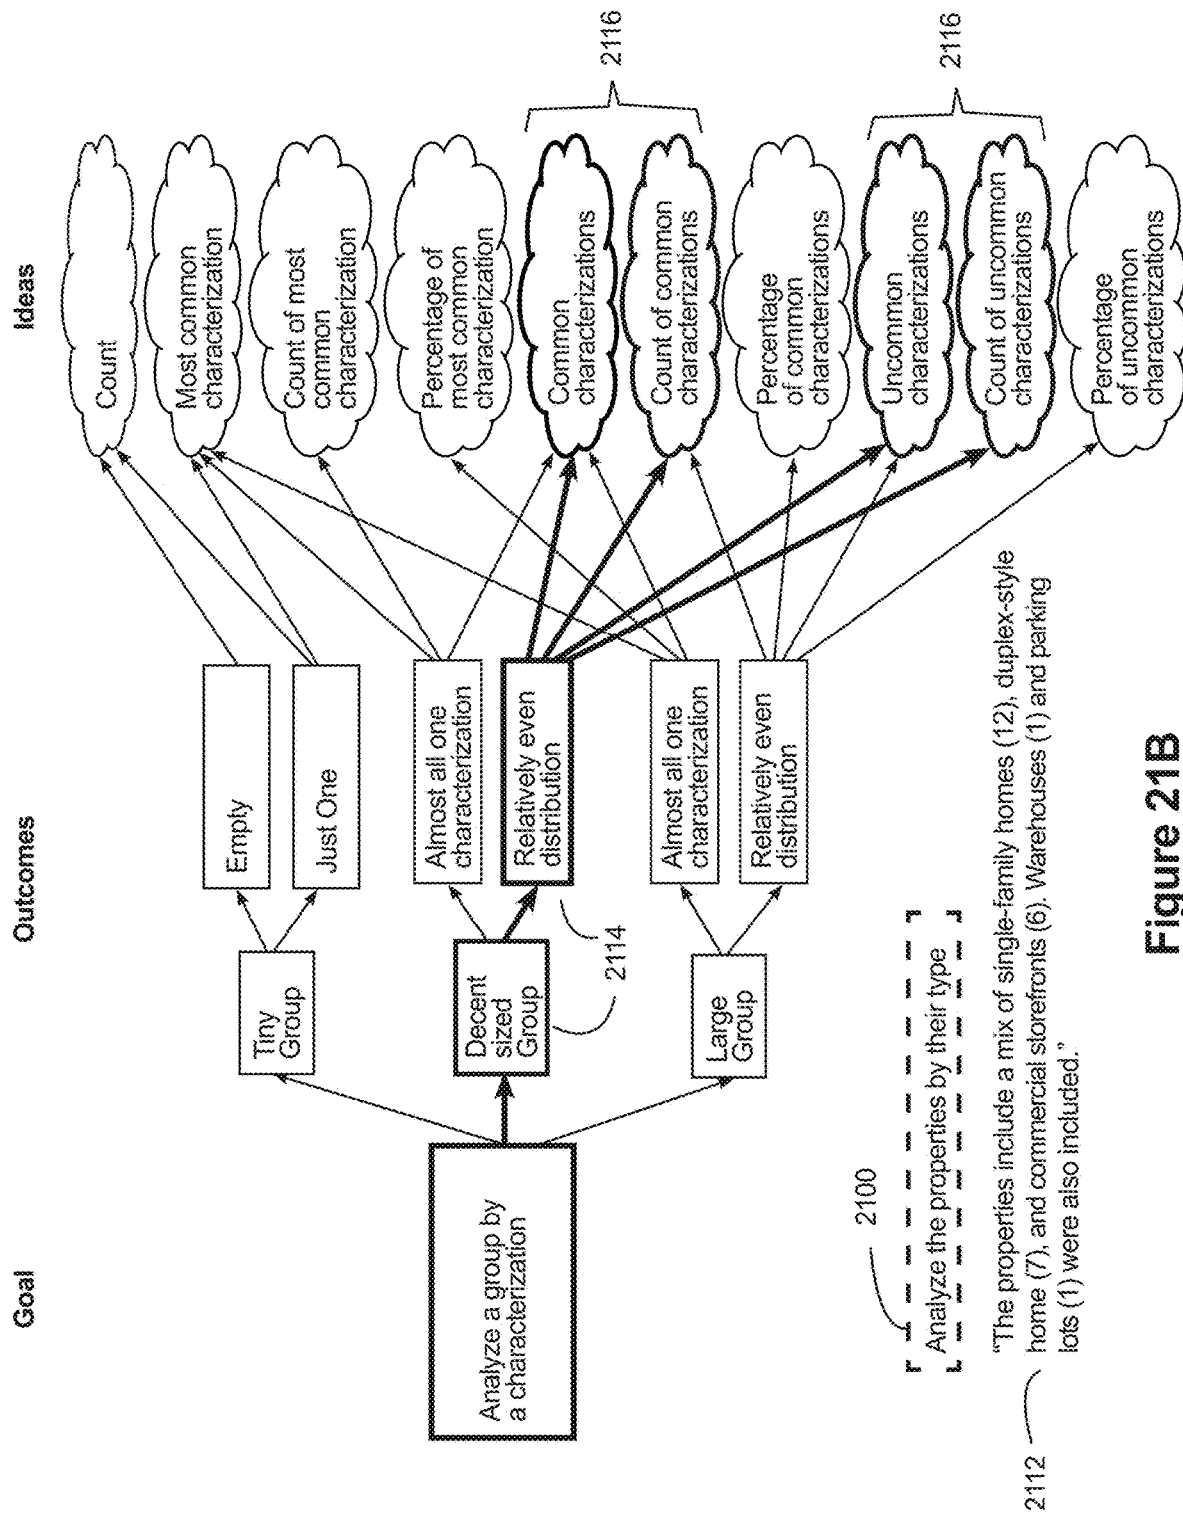 Goal
Outcomes
Ideas
Analyze a group by
a characterization
Tiny
Group
Decent
sized
Group
Large
Group
2114
Empty
Just One
Almost all one
characterization
Relatively even
distribution
Almost all one
characterization
Relatively even
distribution
Count
Most common
characterization
Count of most
common
characterization
Percentage of
most common
characterization
Common
characterizations
Count of common
characterizations
Percentage
of common
characterizations
Uncommon
characterizations
Count of uncommon
characterizations
Percentage
of uncommon
characterizations
2116
2116
2100
Analyze the properties by their type
2112
“The properties include a mix of single-family homes (12), duplex-style
home (7), and commercial storefronts (6). Warehouses (1) and parking
lots (1) were also included.”
Figure 21B